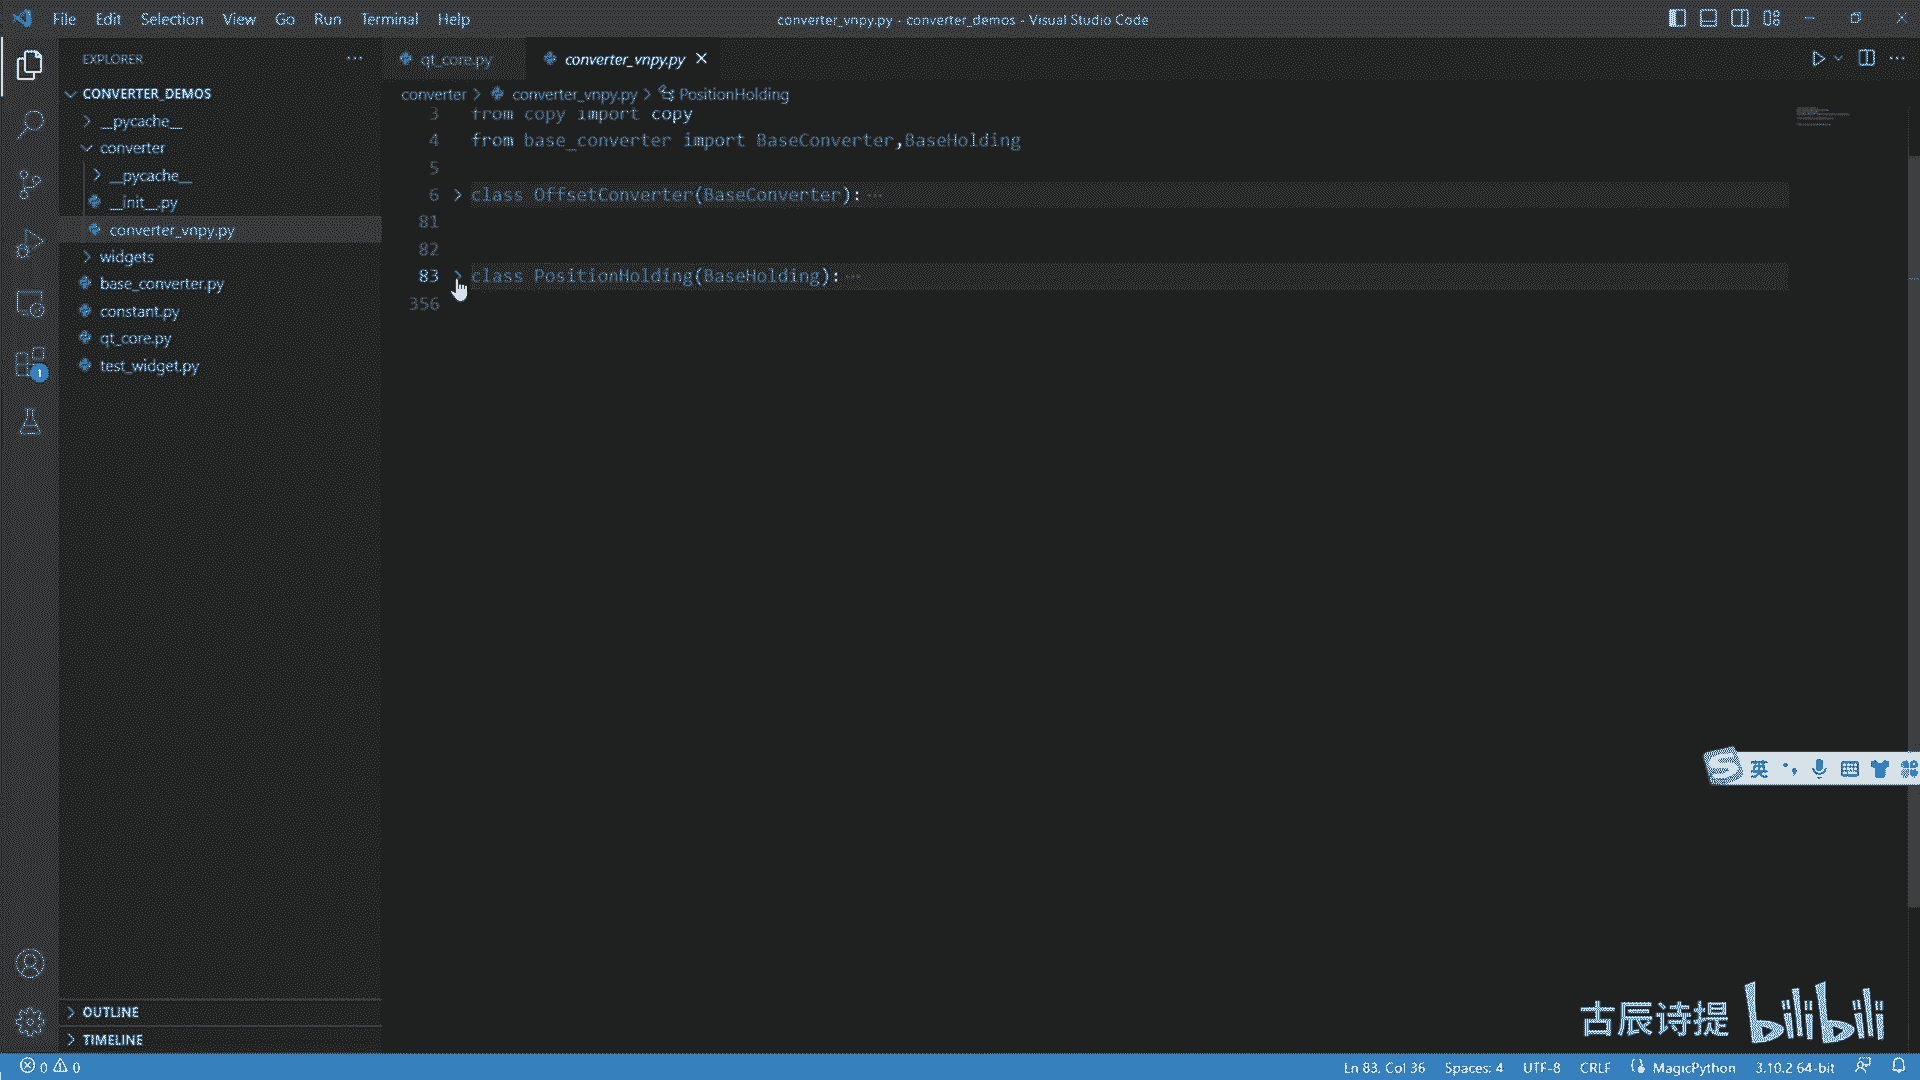 File Edit Selection View Go Run Terminal Help
converter_vnpy.py - converter_demos - Visual Studio Code
EXPLORER
CONVERTER_DEMOS
__pycache__
converter
__pycache__
__init__.py
converter_vnpy.py
widgets
base_converter.py
constant.py
qt_core.py
test_widget.py
OUTLINE
TIMELINE
qt_core.py
converter_vnpy.py
converter > converter_vnpy.py > PositionHolding
3 from copy import copy
4 from base_converter import BaseConverter,BaseHolding
5
6 class OffsetConverter(BaseConverter):···
81
82
83 class PositionHolding(BaseHolding):···
356
1
英
古辰诗提 bilibili
0 0
Ln 83, Col 36 Spaces: 4 UTF-8 CRLF MagicPython 3.10.2 64-bit